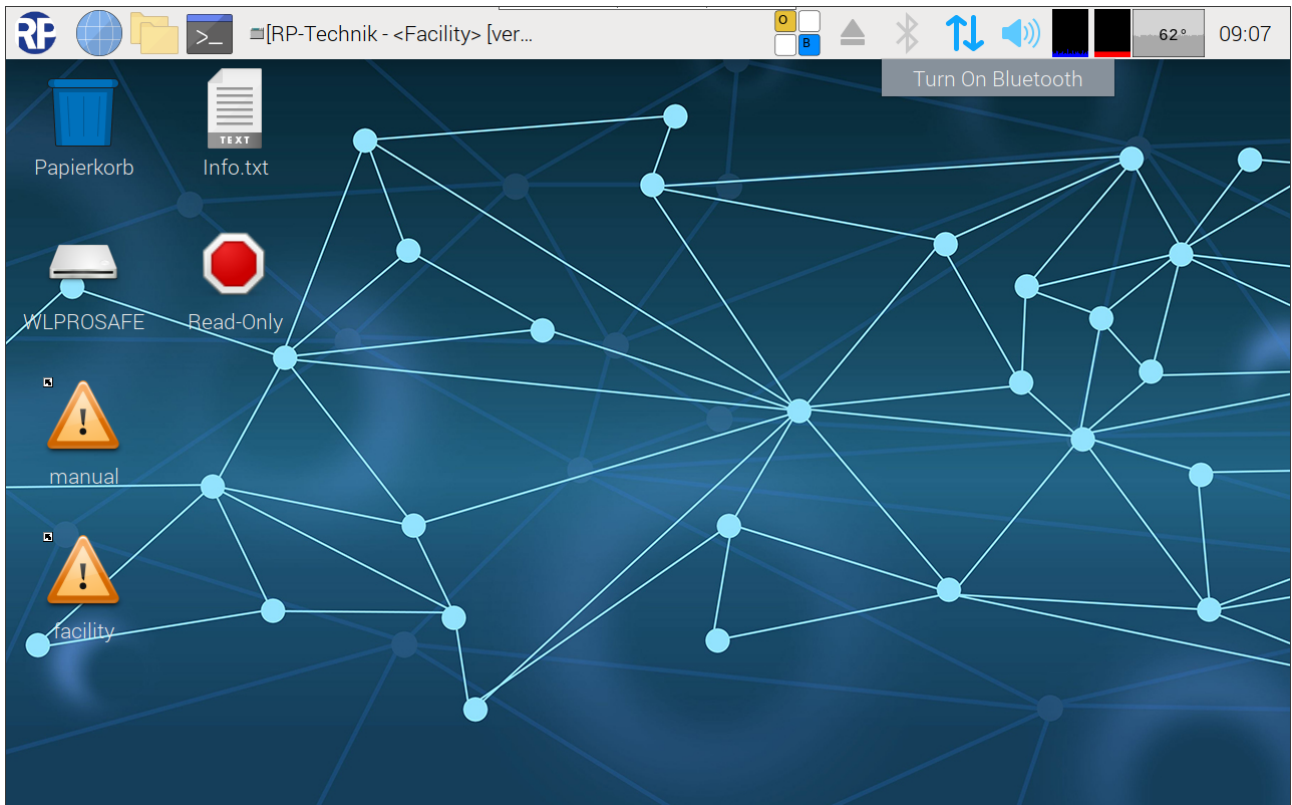 RP
>_
[RP-Technik - <Facility> [ver...
O
B
62°
09:07
Turn On Bluetooth
Papierkorb
TEXT
Info.txt
WLPROSAFE
Read-Only
!
manual
!
facility